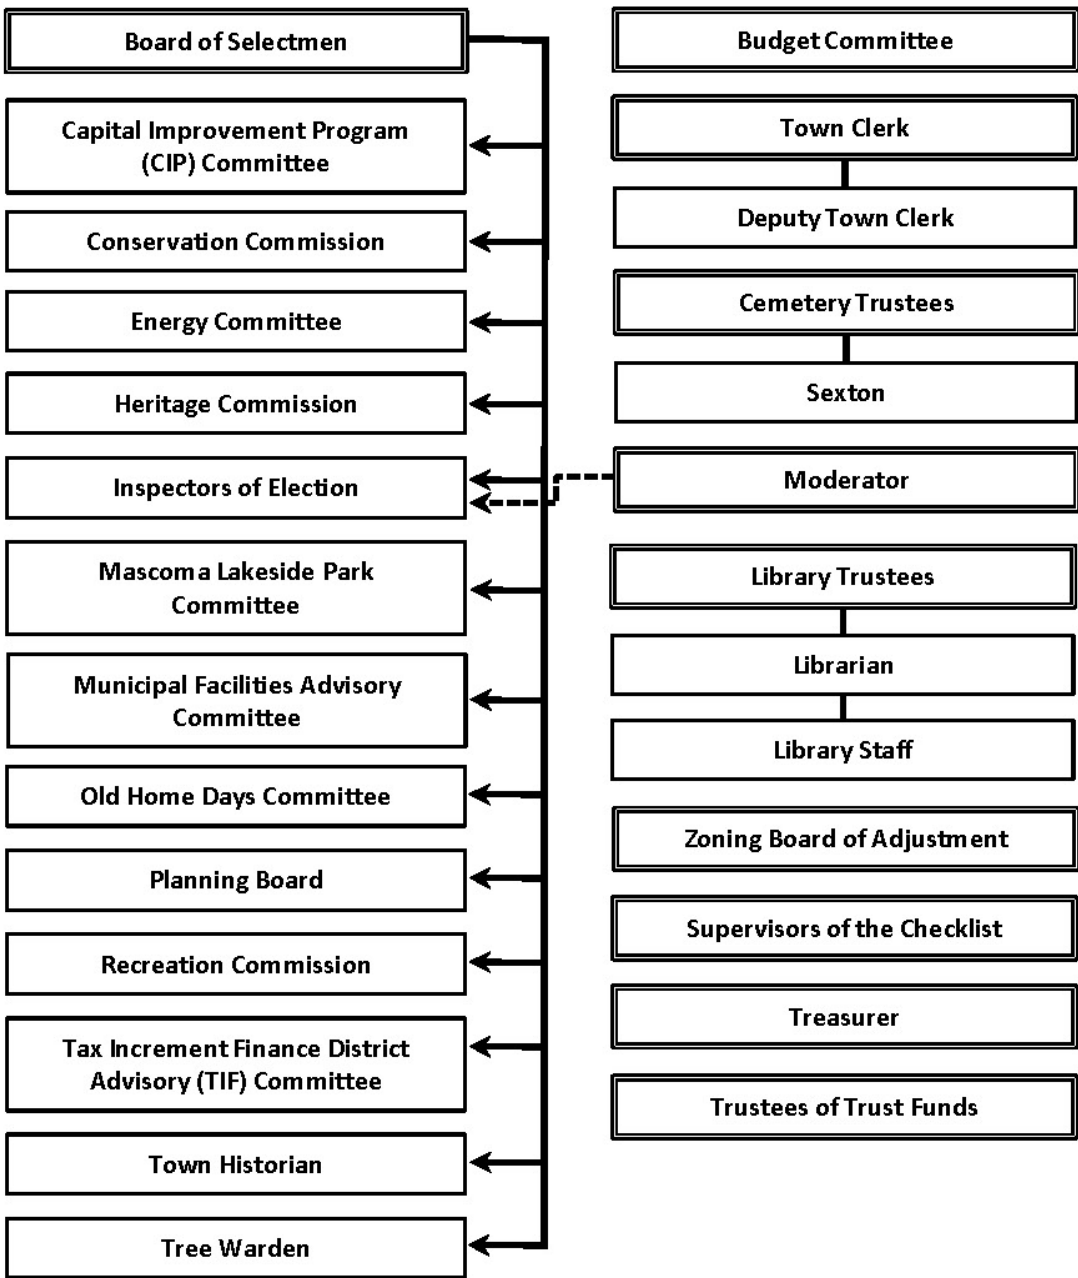 Board of Selectmen
Capital Improvement Program
(CIP) Committee
Conservation Commission
Energy Committee
Heritage Commission
Inspectors of Election
Mascoma Lakeside Park
Committee
Municipal Facilities Advisory
Committee
Old Home Days Committee
Planning Board
Recreation Commission
Tax Increment Finance District
Advisory (TIF) Committee
Town Historian
Tree Warden
Budget Committee
Town Clerk
Deputy Town Clerk
Cemetery Trustees
Sexton
Moderator
Library Trustees
Librarian
Library Staff
Zoning Board of Adjustment
Supervisors of the Checklist
Treasurer
Trustees of Trust Funds